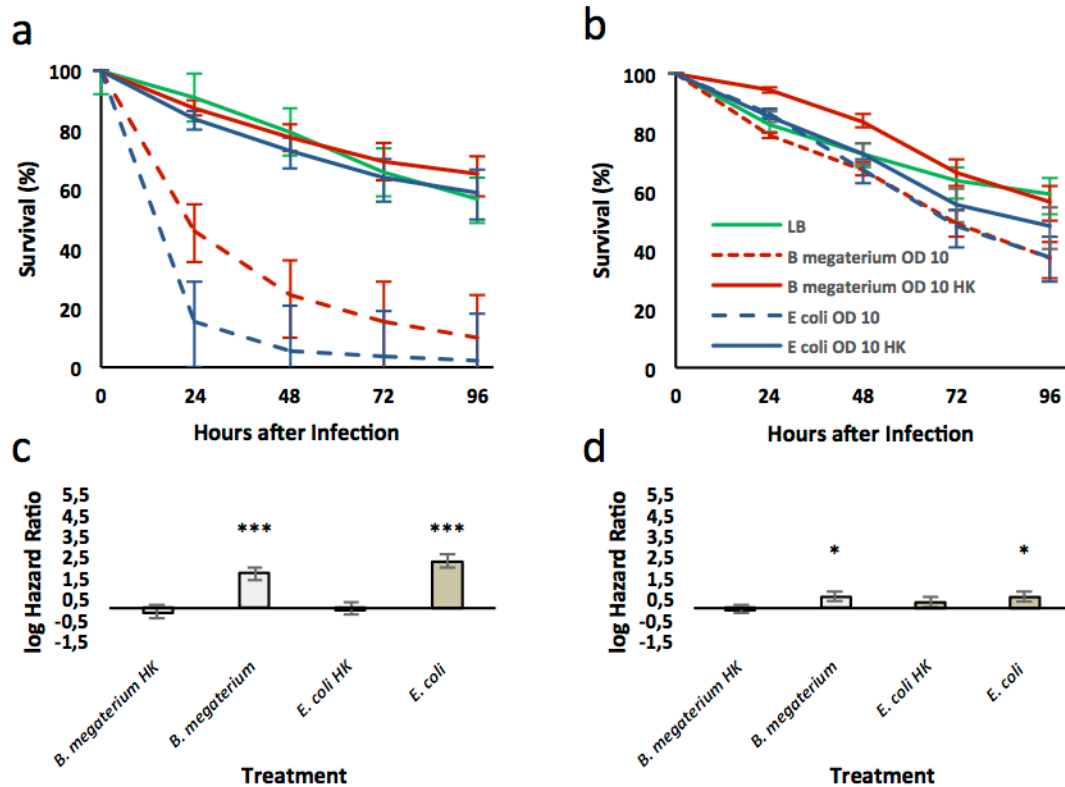 a
Survival (%)
100
80
60
40
20
0
0 24 48 72 96
Hours after Infection
b
Survival (%)
100
80
60
40
20
0
LB
B megaterium OD 10
B megaterium OD 10 HK
E coli OD 10
E coli OD 10 HK
0 24 48 72 96
Hours after Infection
c
log Hazard Ratio
5,5
4,5
3,5
2,5
1,5
0,5
-0,5
-1,5
*** ***
B. megaterium HK
B. megaterium
E. coli HK
E. coli
Treatment
d
log Hazard Ratio
5,5
4,5
3,5
2,5
1,5
0,5
-0,5
-1,5
* *
B. megaterium HK
B. megaterium
E. coli HK
E. coli
Treatment